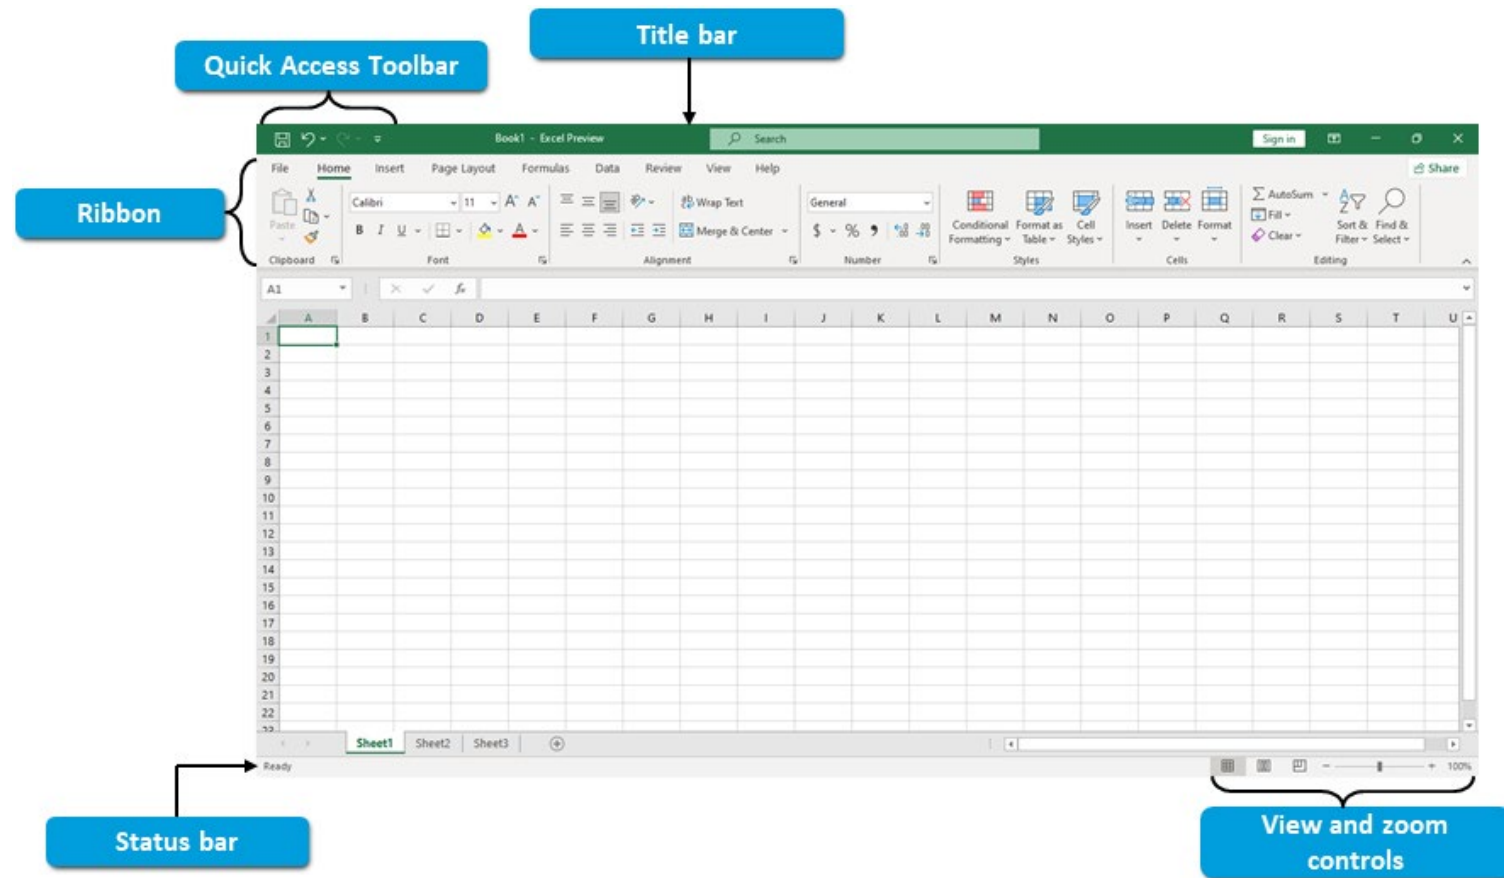 Title bar
Quick Access Toolbar
Book1 - Excel Preview
Search
Sign in
File Home Insert Page Layout Formulas Data Review View Help
Share
Ribbon
Calibri 11
Wrap Text
General
AutoSum
Fill
Clear
Paste
B I U
Merge & Center
$ % 9
Conditional Formatting
Format as Table
Cell Styles
Insert Delete Format
Sort & Filter
Find & Select
Clipboard Font Alignment Number Styles Cells Editing
A1 fx
A B C D E F G H I J K L M N O P Q R S T U
1
2
3
4
5
6
7
8
9
10
11
12
13
14
15
16
17
18
19
20
21
22
Sheet1 Sheet2 Sheet3
Ready
100%
Status bar
View and zoom
controls